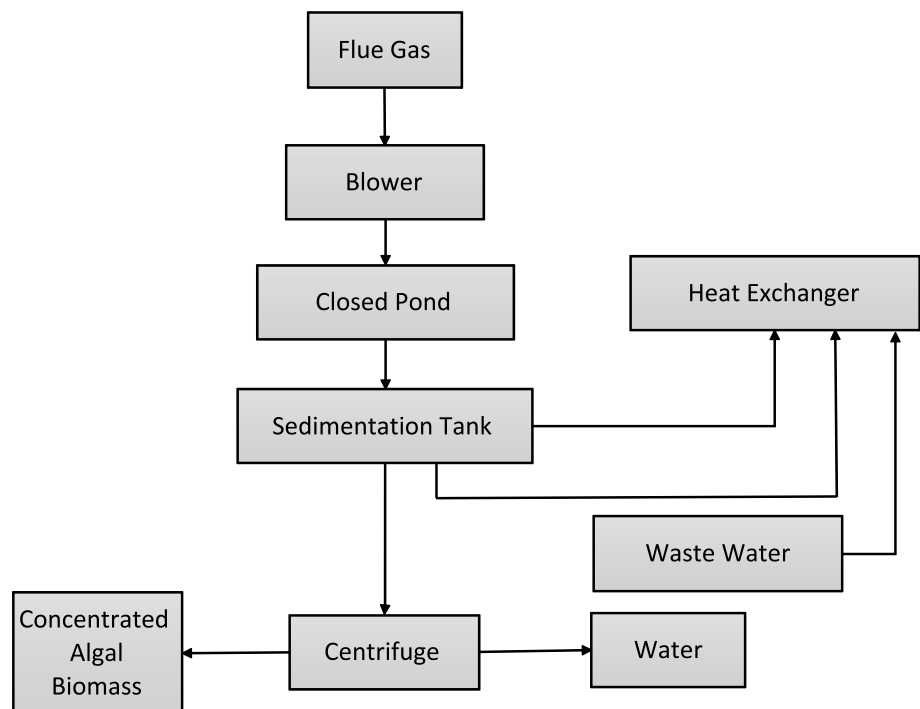 Flue Gas
Blower
Closed Pond
Heat Exchanger
Sedimentation Tank
Waste Water
Concentrated
Algal
Biomass
Centrifuge
Water